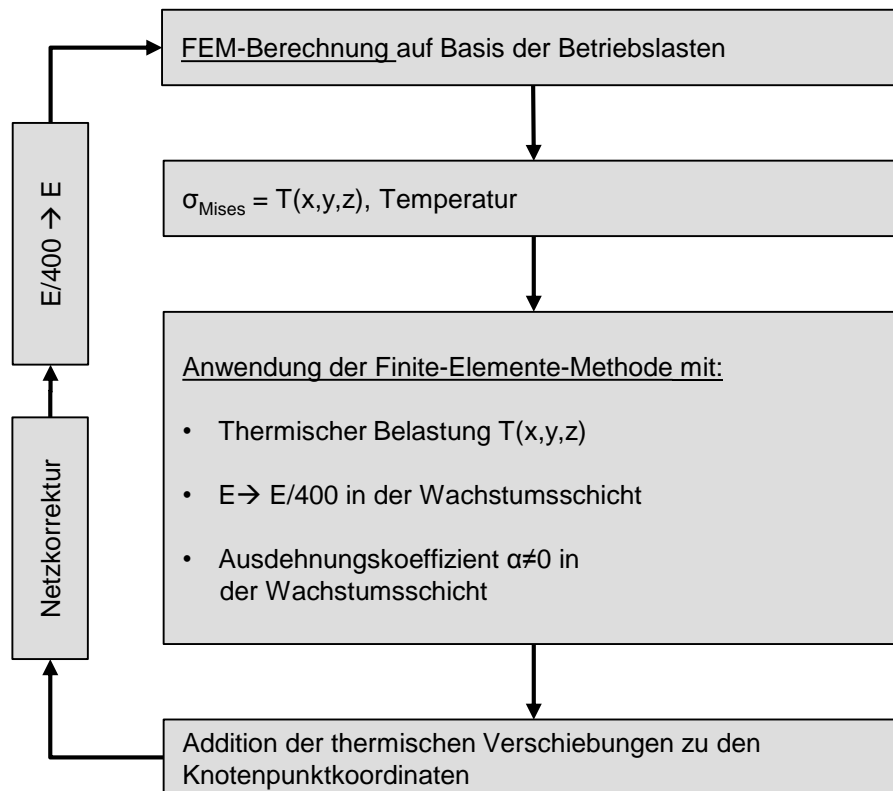 FEM-Berechnung auf Basis der Betriebslasten
σMises = T(x,y,z), Temperatur
Anwendung der Finite-Elemente-Methode mit:
• Thermischer Belastung T(x,y,z)
• E→ E/400 in der Wachstumsschicht
• Ausdehnungskoeffizient α≠0 in
der Wachstumsschicht
Addition der thermischen Verschiebungen zu den
Knotenpunktkoordinaten
Netzkorrektur
E/400 → E